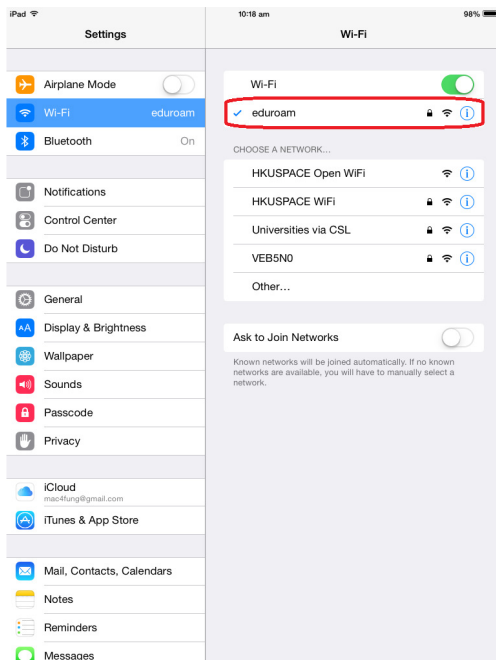 iPad
10:18 am
98%
Settings
Wi-Fi
Airplane Mode
Wi-Fi
eduroam
Bluetooth
On
Notifications
Control Center
Do Not Disturb
General
Display & Brightness
Wallpaper
Sounds
Passcode
Privacy
iCloud
mac4fung@gmail.com
iTunes & App Store
Mail, Contacts, Calendars
Notes
Reminders
Messages
Wi-Fi
eduroam
CHOOSE A NETWORK...
HKUSPACE Open WiFi
HKUSPACE WiFi
Universities via CSL
VEB5N0
Other...
Ask to Join Networks
Known networks will be joined automatically. If no known
networks are available, you will have to manually select a
network.